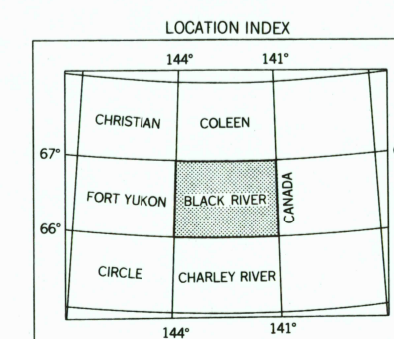 LOCATION INDEX
144° 141°
CHRISTIAN COLEEN
67°
FORT YUKON BLACK RIVER CANADA
66°
CIRCLE CHARLEY RIVER
144° 141°